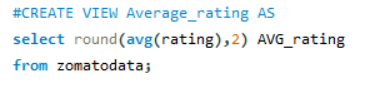 #CREATE VIEW Average_rating AS
select round(avg(rating),2) AVG_rating
from zomatodata;